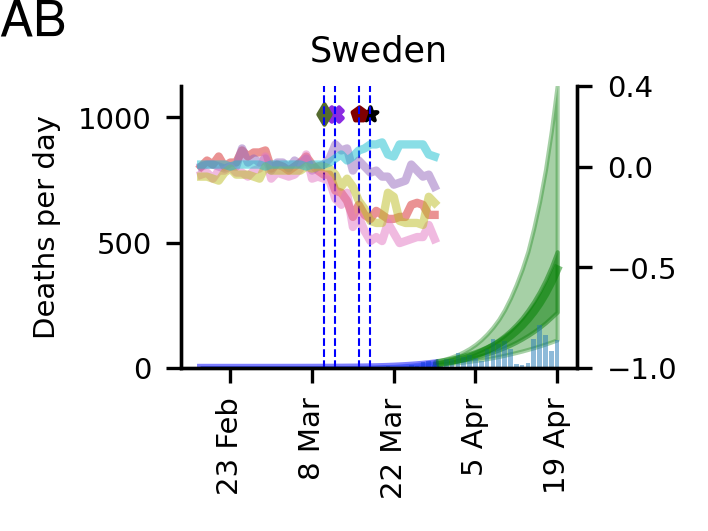 AB
Sweden
Deaths per day
1000
500
0
0.4
0.0
−0.5
−1.0
23 Feb
8 Mar
22 Mar
5 Apr
19 Apr